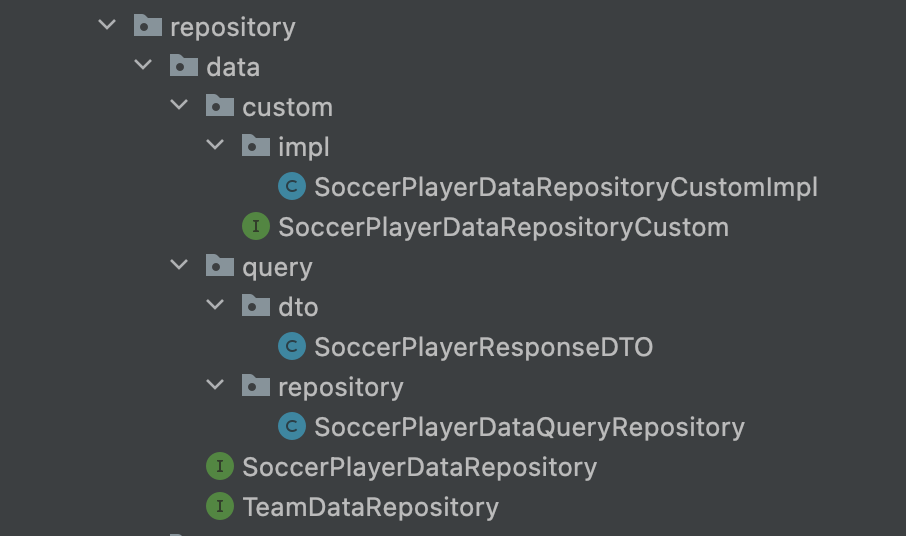 repository
data
custom
impl
C SoccerPlayerDataRepositoryCustomImpl
I SoccerPlayerDataRepositoryCustom
query
dto
C SoccerPlayerResponseDTO
repository
C SoccerPlayerDataQueryRepository
I SoccerPlayerDataRepository
I TeamDataRepository